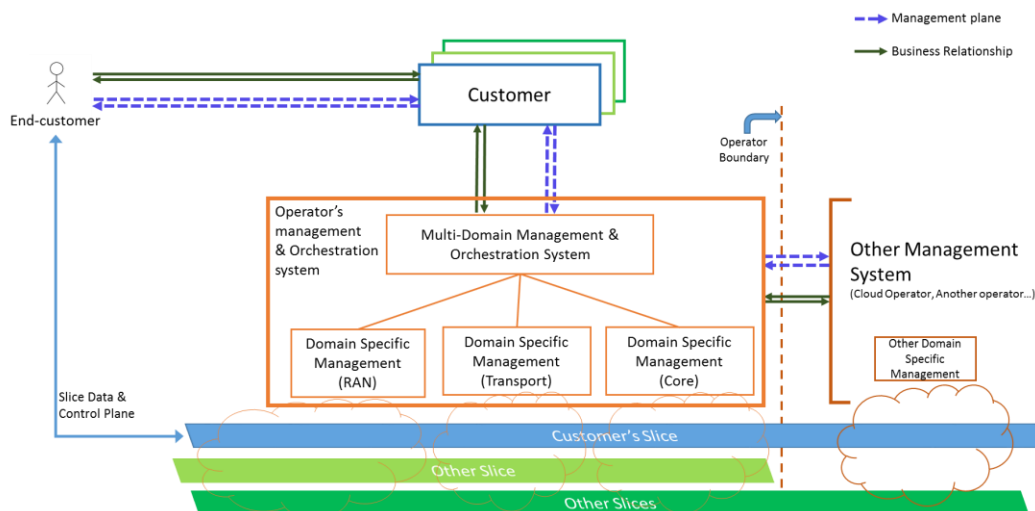 Management plane
Business Relationship
Customer
End-customer
Operator
Boundary
Operator's
management
& Orchestration
system
Multi-Domain Management &
Orchestration System
Other Management
System
(Cloud Operator, Another operator...)
Domain Specific
Management
(RAN)
Domain Specific
Management
(Transport)
Domain Specific
Management
(Core)
Other Domain
Specific
Management
Slice Data &
Control Plane
Customer's Slice
Other Slice
Other Slices